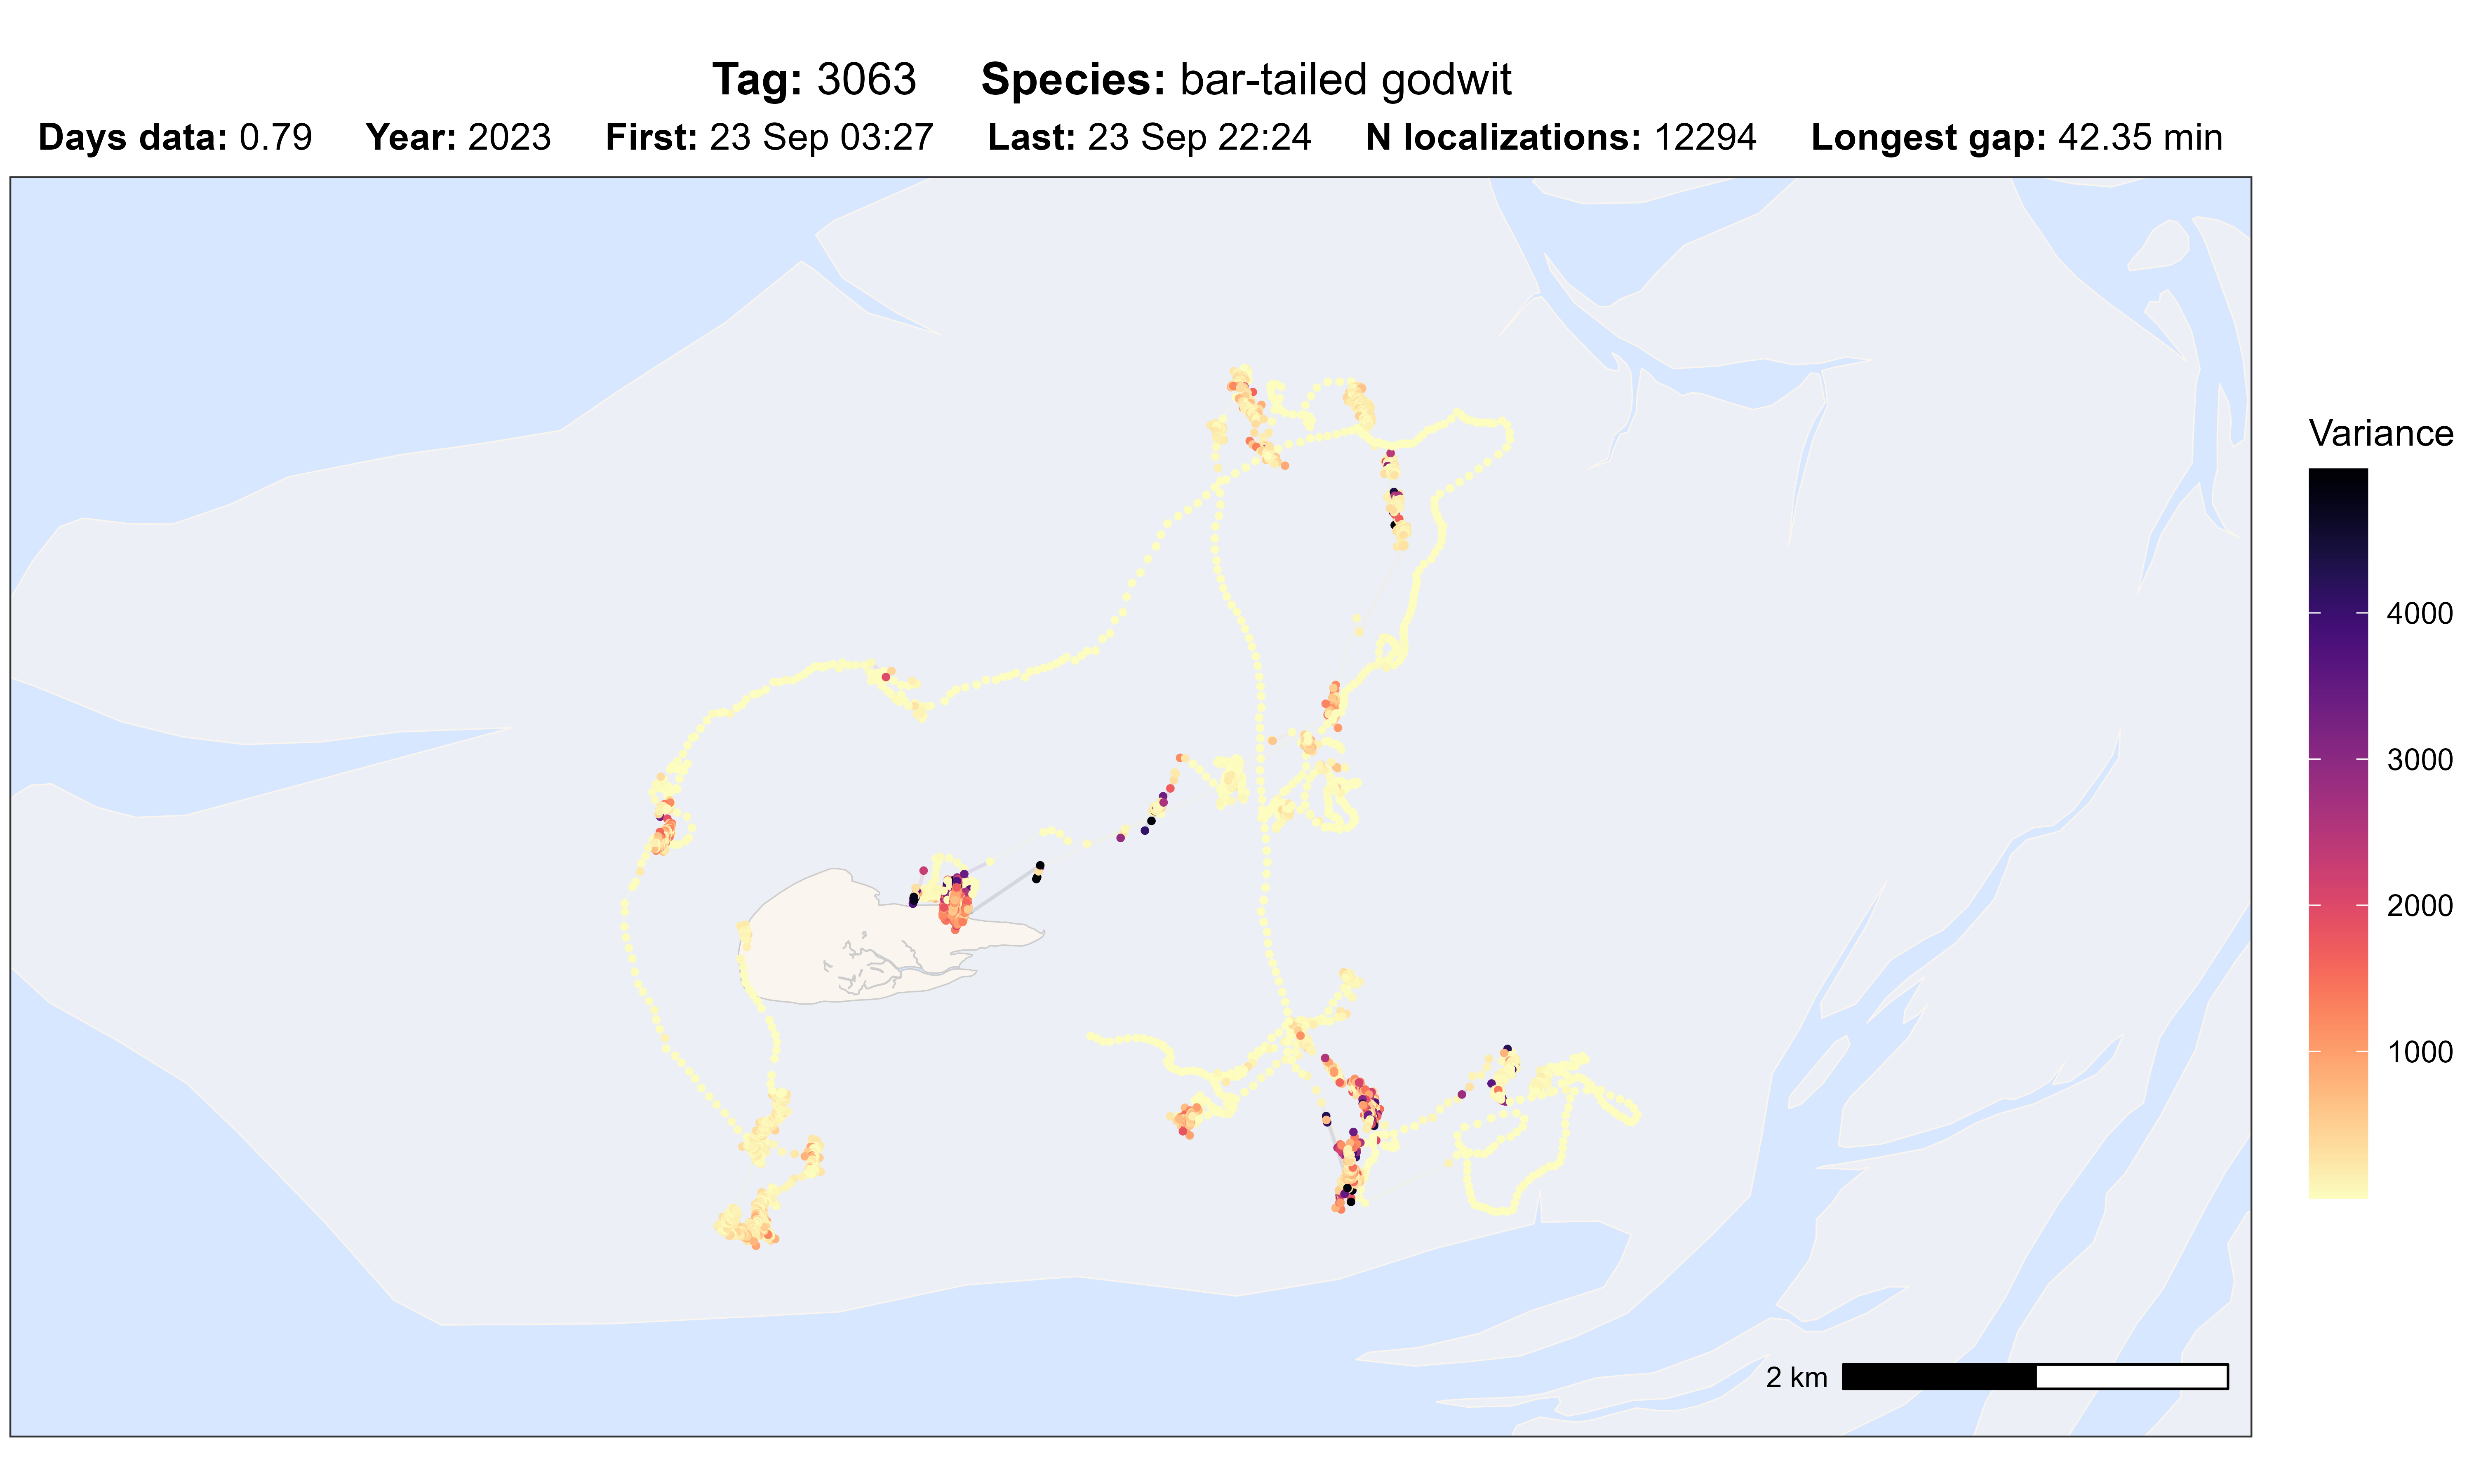 Tag: 3063 Species: bar-tailed godwit
Days data: 0.79 Year: 2023 First: 23 Sep 03:27 Last: 23 Sep 22:24 N localizations: 12294 Longest gap: 42.35 min
Variance
4000
3000
2000
1000
2 km